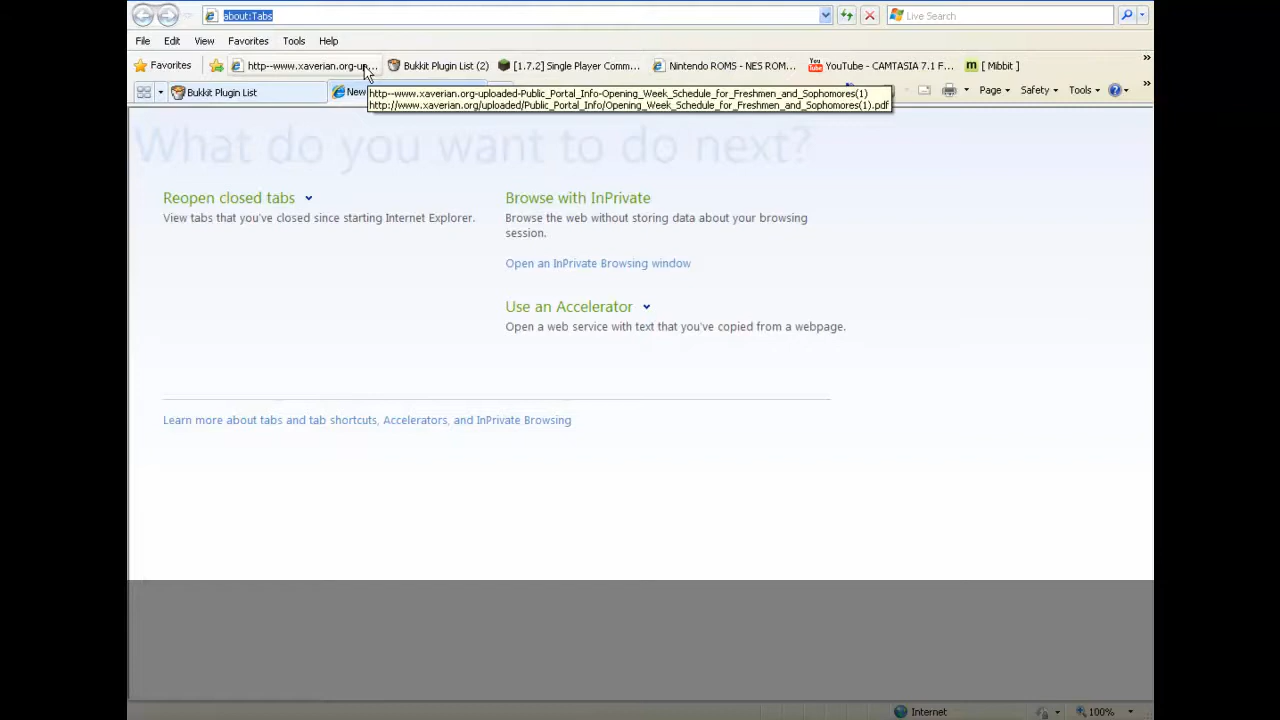 about:Tabs
Live Search
File Edit View Favorites Tools Help
Favorites http--www.xaverian.org-up... Bukkit Plugin List (2) [1.7.2] Single Player Comm... Nintendo ROMS - NES ROM... YouTube - CAMTASIA 7.1 F... [ Mibbit ]
Bukkit Plugin List New Page Safety Tools
http--www.xaverian.org-uploaded-Public_Portal_Info-Opening_Week_Schedule_for_Freshmen_and_Sophomores(1)
http://www.xaverian.org/uploaded/Public_Portal_Info/Opening_Week_Schedule_for_Freshmen_and_Sophomores(1).pdf
What do you want to do next?
Reopen closed tabs
View tabs that you've closed since starting Internet Explorer.
Browse with InPrivate
Browse the web without storing data about your browsing
session.
Open an InPrivate Browsing window
Use an Accelerator
Open a web service with text that you've copied from a webpage.
Learn more about tabs and tab shortcuts, Accelerators, and InPrivate Browsing
Internet 100%